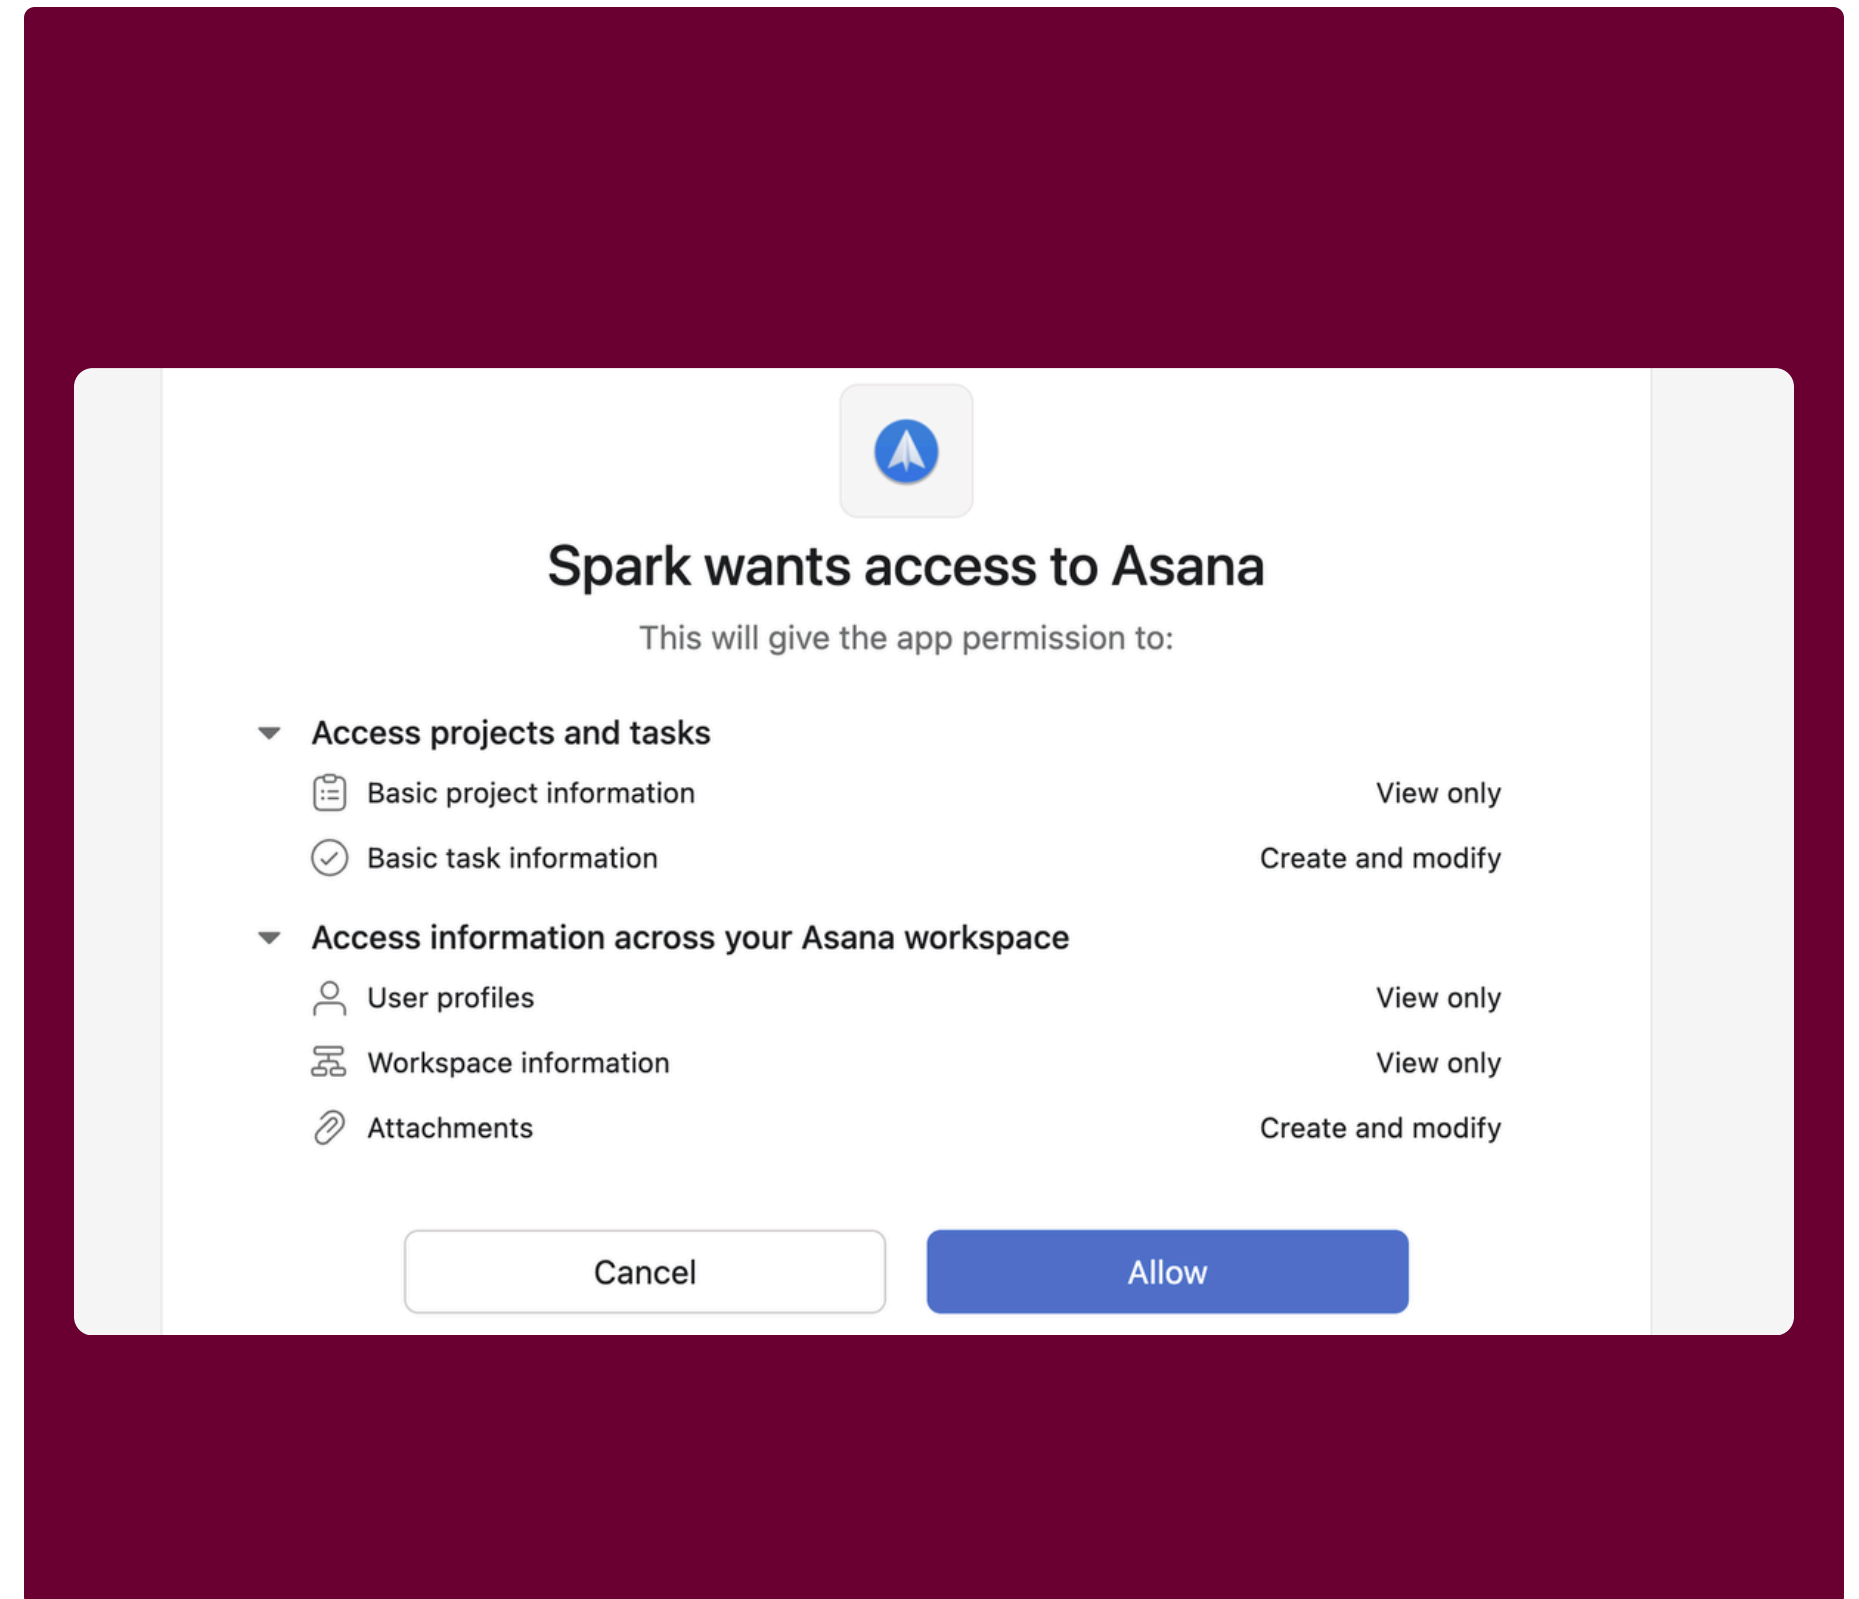 Spark wants access to Asana
This will give the app permission to:
Access projects and tasks
Basic project information View only
Basic task information Create and modify
Access information across your Asana workspace
User profiles View only
Workspace information View only
Attachments Create and modify
Cancel Allow